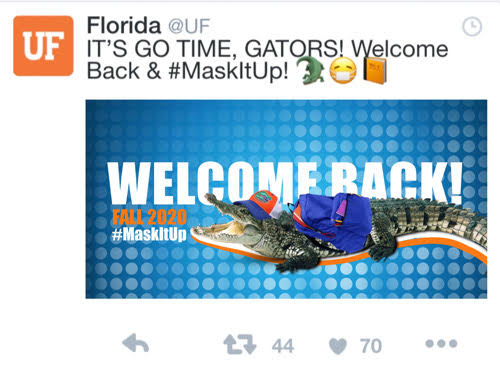 UF
Florida @UF
IT'S GO TIME, GATORS! Welcome
Back & #MaskItUp! 🐊😷📙
WELCOME BACK!
FALL 2020
#MaskItUp
44
70